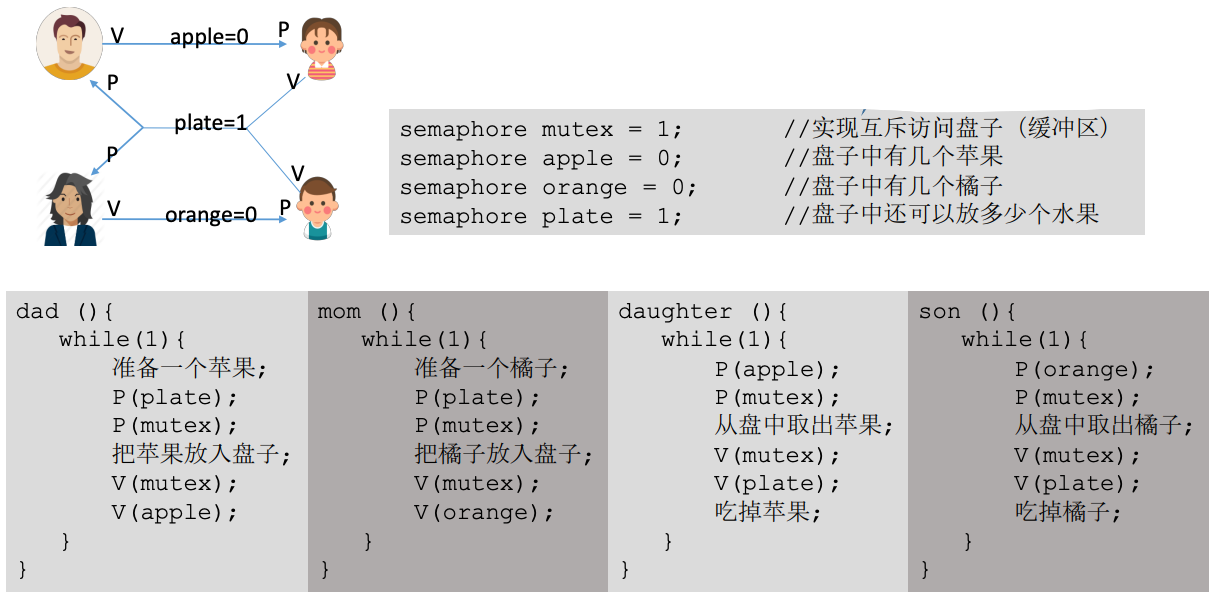 V apple=0 P
P V
plate=1
P V
V orange=0 P
semaphore mutex = 1; //实现互斥访问盘子（缓冲区）
semaphore apple = 0; //盘子中有几个苹果
semaphore orange = 0; //盘子中有几个橘子
semaphore plate = 1; //盘子中还可以放多少个水果
dad (){
while(1){
准备一个苹果;
P(plate);
P(mutex);
把苹果放入盘子;
V(mutex);
V(apple);
}
}
mom (){
while(1){
准备一个橘子;
P(plate);
P(mutex);
把橘子放入盘子;
V(mutex);
V(orange);
}
}
daughter (){
while(1){
P(apple);
P(mutex);
从盘中取出苹果;
V(mutex);
V(plate);
吃掉苹果;
}
}
son (){
while(1){
P(orange);
P(mutex);
从盘中取出橘子;
V(mutex);
V(plate);
吃掉橘子;
}
}